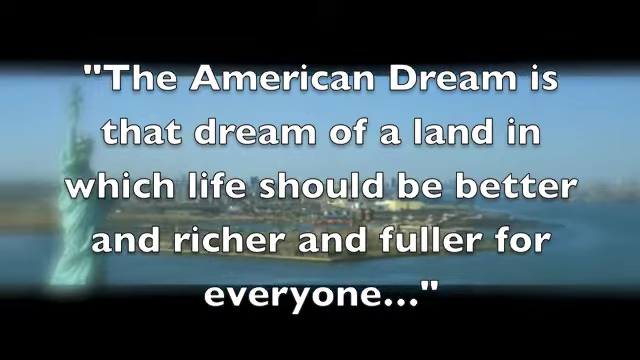 "The American Dream is
that dream of a land in
which life should be better
and richer and fuller for
everyone..."